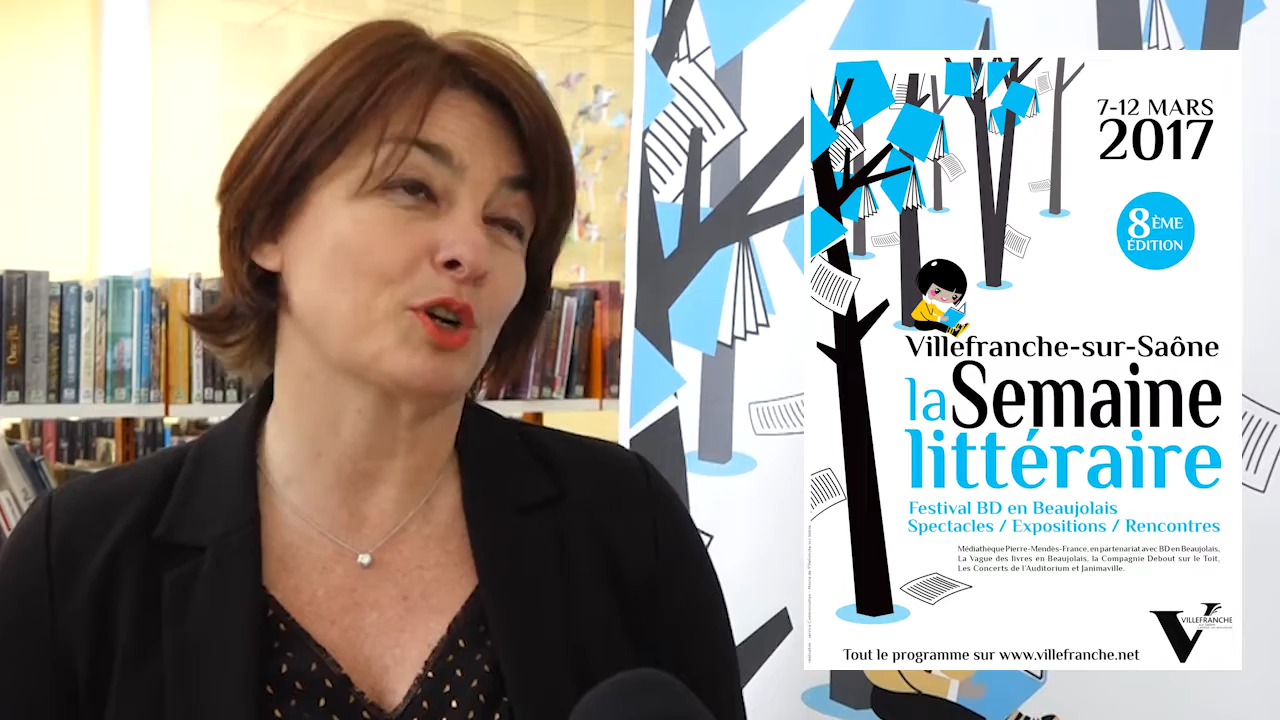 7-12 MARS
2017
8ÈME
ÉDITION
Villefranche-sur-Saône
la Semaine
littéraire
Festival BD en Beaujolais
Spectacles / Expositions / Rencontres
Médiathèque Pierre-Mendès-France, en partenariat avec BD en Beaujolais,
La Vague des livres en Beaujolais, la Compagnie Debout sur le Toit,
Les Concerts de l'Auditorium et Janimaville.
VILLEFRANCHE
Tout le programme sur www.villefranche.net